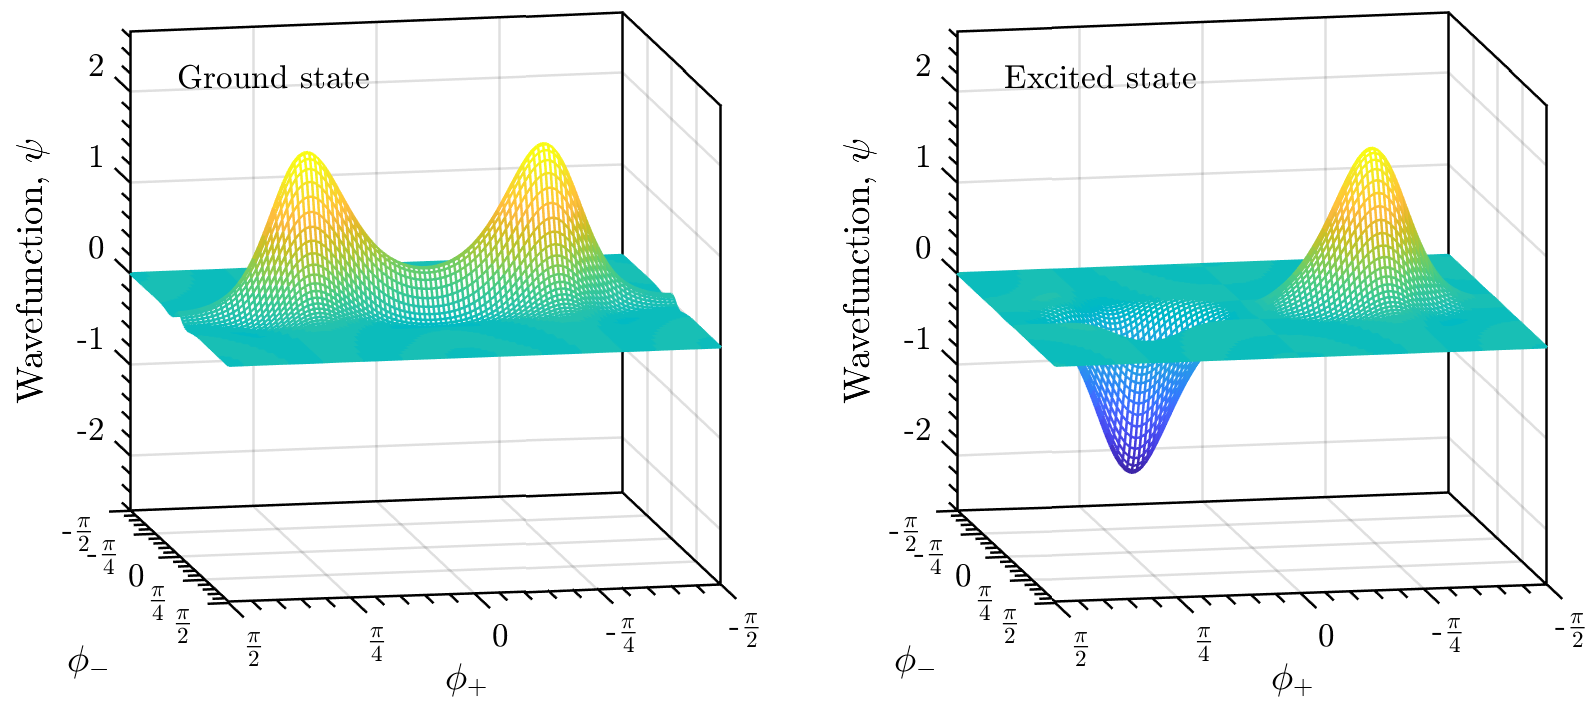 Ground state
Wavefunction, ψ
2
1
0
-1
-2
-π/2
-π/4
0
π/4
π/2
ϕ₋
π/2
π/4
0
-π/4
-π/2
ϕ₊
Excited state
Wavefunction, ψ
2
1
0
-1
-2
-π/2
-π/4
0
π/4
π/2
ϕ₋
π/2
π/4
0
-π/4
-π/2
ϕ₊